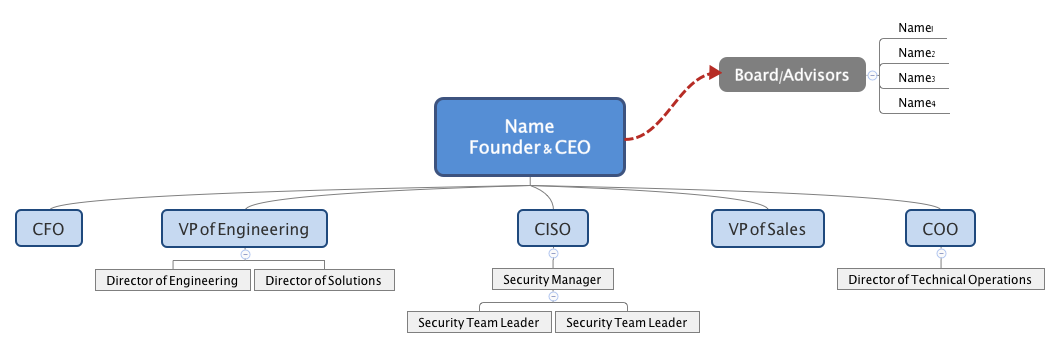 Name1
Name2
Board/Advisors
Name3
Name4
Name
Founder & CEO
CFO
VP of Engineering
CISO
VP of Sales
COO
Director of Engineering
Director of Solutions
Security Manager
Director of Technical Operations
Security Team Leader
Security Team Leader